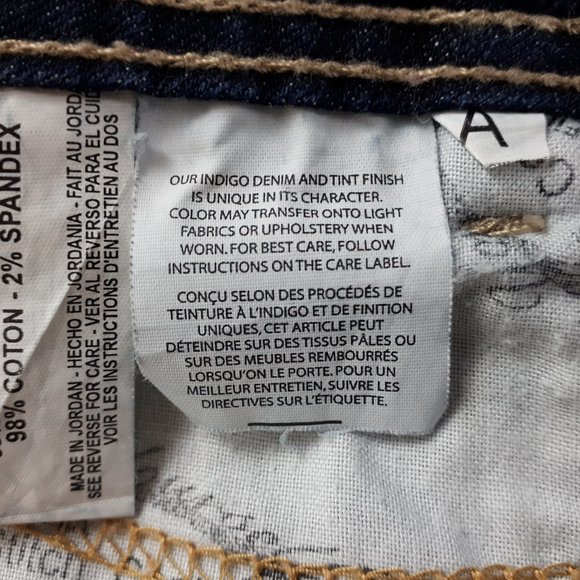 98% COTON - 2% SPANDEX
MADE IN JORDAN - HECHO EN JORDANIA - FAIT AU JORD
SEE REVERSE FOR CARE - VER AL REVERSO PARA EL CUID
VOIR LES INSTRUCTIONS D'ENTRETIEN AU DOS
OUR INDIGO DENIM AND TINT FINISH
IS UNIQUE IN ITS CHARACTER.
COLOR MAY TRANSFER ONTO LIGHT
FABRICS OR UPHOLSTERY WHEN
WORN. FOR BEST CARE, FOLLOW
INSTRUCTIONS ON THE CARE LABEL.
CONÇU SELON DES PROCÉDÉS DE
TEINTURE À L'INDIGO ET DE FINITION
UNIQUES, CET ARTICLE PEUT
DÉTEINDRE SUR DES TISSUS PÂLES OU
SUR DES MEUBLES REMBOURRÉS
LORSQU'ON LE PORTE. POUR UN
MEILLEUR ENTRETIEN, SUIVRE LES
DIRECTIVES SUR L'ÉTIQUETTE.
A